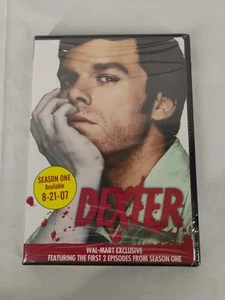 SEASON ONE
Available
8-21-07
DEXTER
WAL-MART EXCLUSIVE
FEATURING THE FIRST 2 EPISODES FROM SEASON ONE